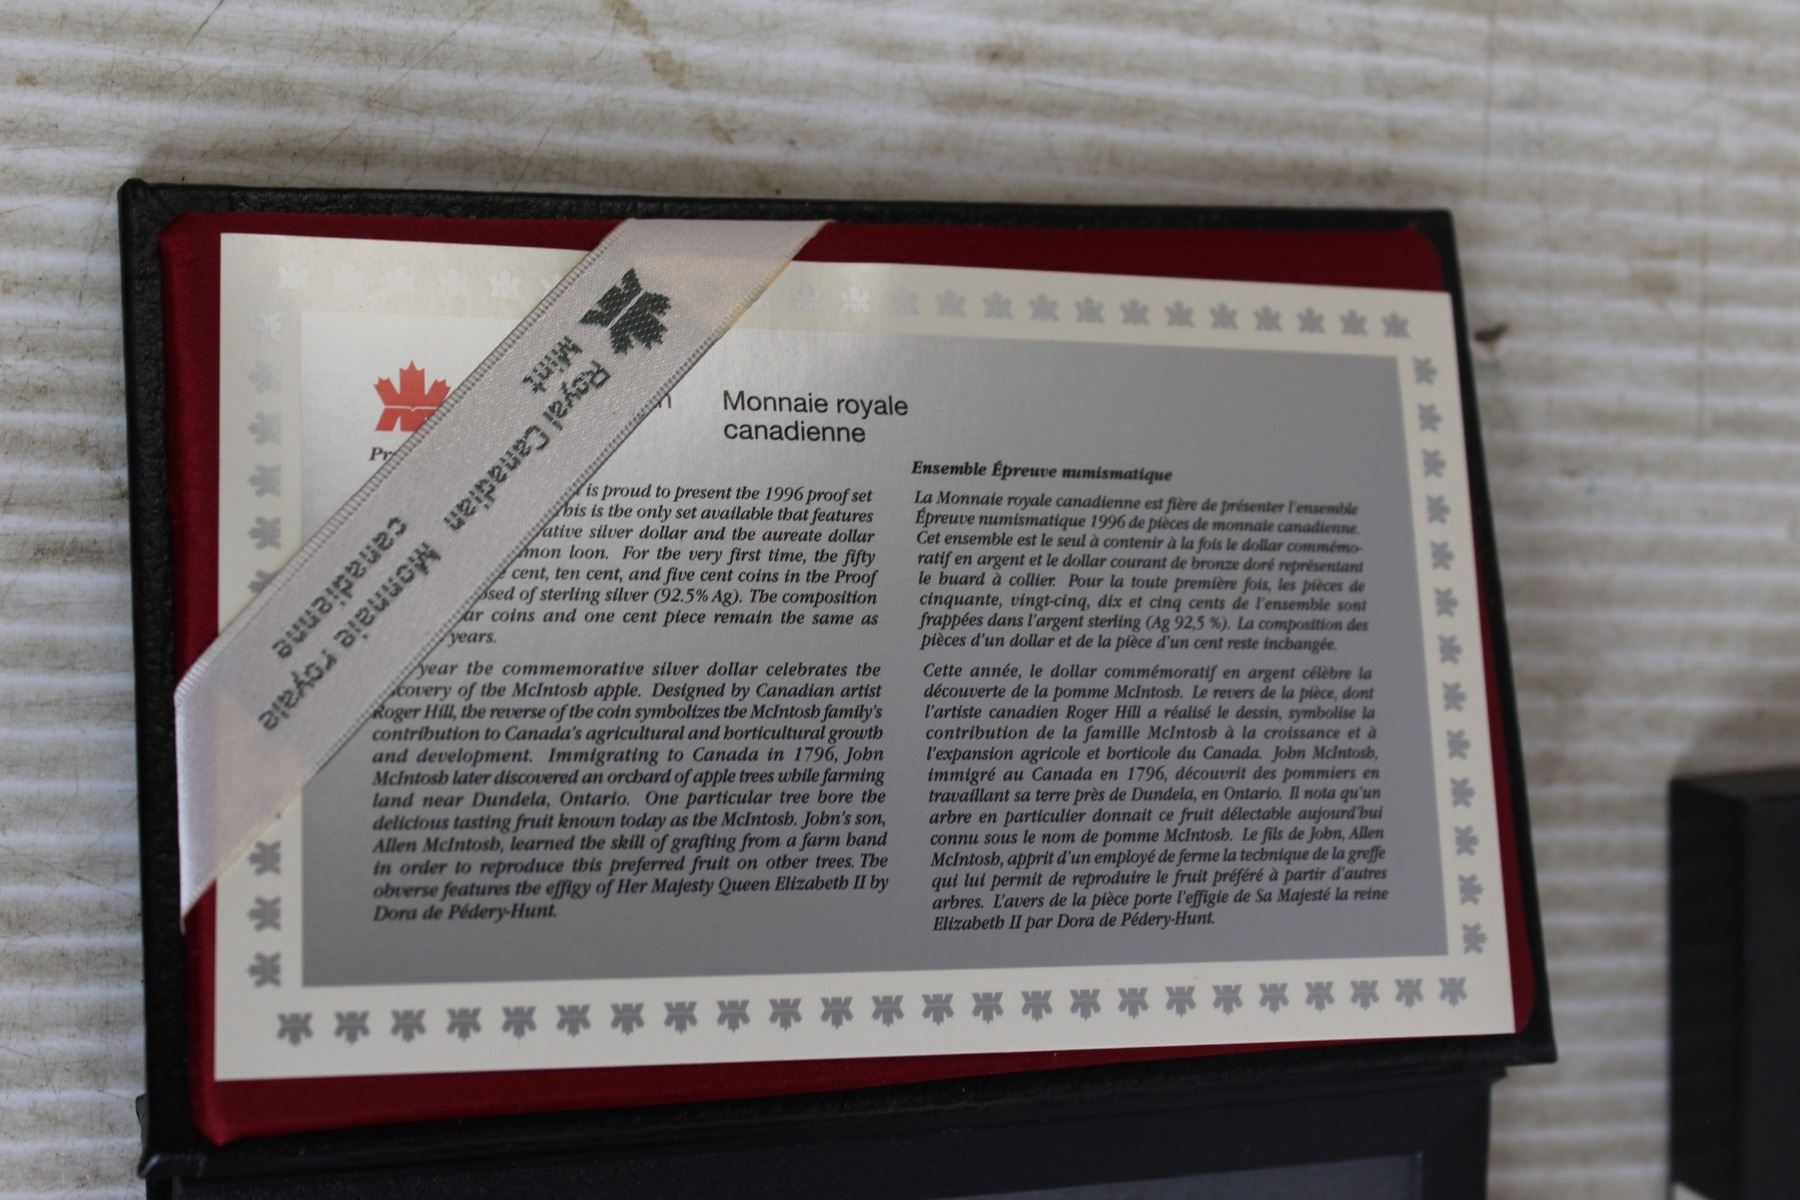 Royal Canadian
Mint
Monnaie royale
canadienne
Monnaie royale
canadienne
is proud to present the 1996 proof set
his is the only set available that features
ative silver dollar and the aureate dollar
mon loon. For the very first time, the fifty
cent, ten cent, and five cent coins in the Proof
sed of sterling silver (92.5% Ag). The composition
ar coins and one cent piece remain the same as
years.
year the commemorative silver dollar celebrates the
covery of the McIntosh apple. Designed by Canadian artist
Roger Hill, the reverse of the coin symbolizes the McIntosh family's
contribution to Canada's agricultural and horticultural growth
and development. Immigrating to Canada in 1796, John
McIntosh later discovered an orchard of apple trees while farming
land near Dundela, Ontario. One particular tree bore the
delicious tasting fruit known today as the McIntosh. John's son,
Allen McIntosh, learned the skill of grafting from a farm hand
in order to reproduce this preferred fruit on other trees. The
obverse features the effigy of Her Majesty Queen Elizabeth II by
Dora de Pédery-Hunt.
Ensemble Épreuve numismatique
La Monnaie royale canadienne est fière de présenter l'ensemble
Épreuve numismatique 1996 de pièces de monnaie canadienne.
Cet ensemble est le seul à contenir à la fois le dollar commémo-
ratif en argent et le dollar courant de bronze doré représentant
le huard à collier. Pour la toute première fois, les pièces de
cinquante, vingt-cinq, dix et cinq cents de l'ensemble sont
frappées dans l'argent sterling (Ag 92,5 %). La composition des
pièces d'un dollar et de la pièce d'un cent reste inchangée.
Cette année, le dollar commémoratif en argent célèbre la
découverte de la pomme McIntosh. Le revers de la pièce, dont
l'artiste canadien Roger Hill a réalisé le dessin, symbolise la
contribution de la famille McIntosh à la croissance et à
l'expansion agricole et horticole du Canada. John McIntosh,
immigré au Canada en 1796, découvrit des pommiers en
travaillant sa terre près de Dundela, en Ontario. Il nota qu'un
arbre en particulier donnait ce fruit délectable aujourd'hui
connu sous le nom de pomme McIntosh. Le fils de John, Allen
McIntosh, apprit d'un employé de ferme la technique de la greffe
qui lui permit de reproduire le fruit préféré à partir d'autres
arbres. L'avers de la pièce porte l'effigie de Sa Majesté la reine
Elizabeth II par Dora de Pédery-Hunt.